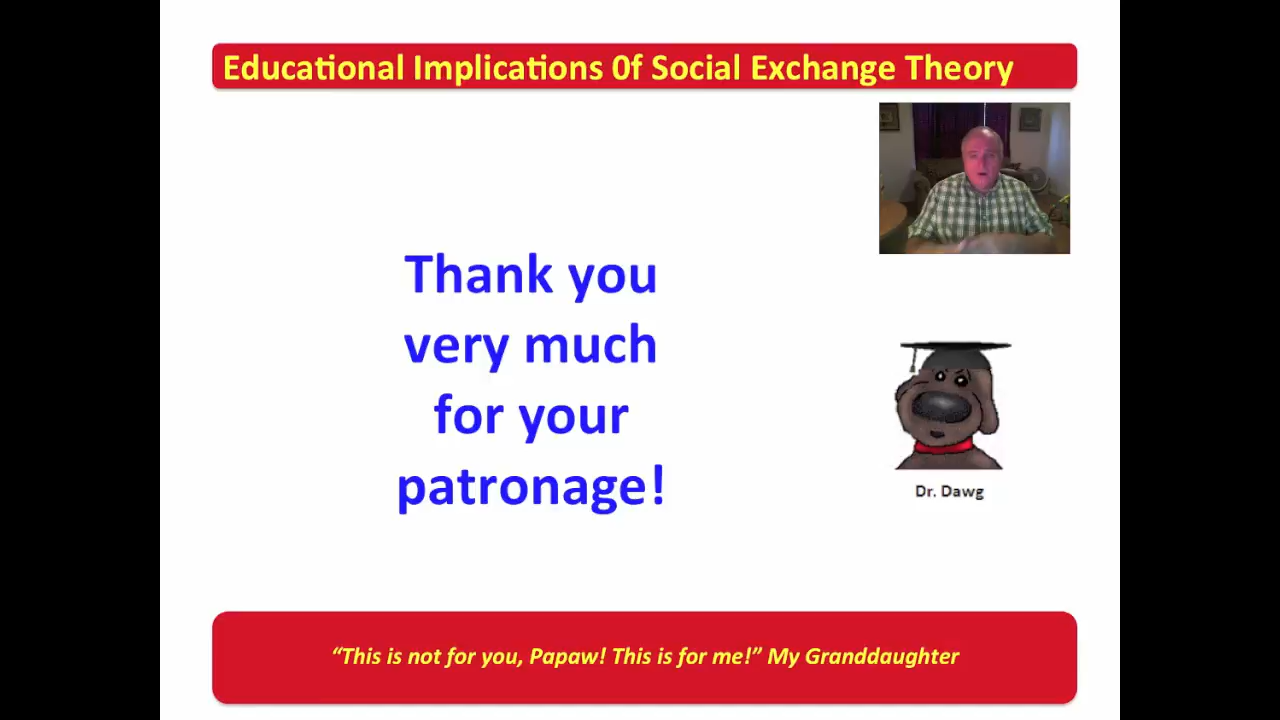 Educational Implications 0f Social Exchange Theory
Thank you
very much
for your
patronage!
Dr. Dawg
“This is not for you, Papaw! This is for me!” My Granddaughter